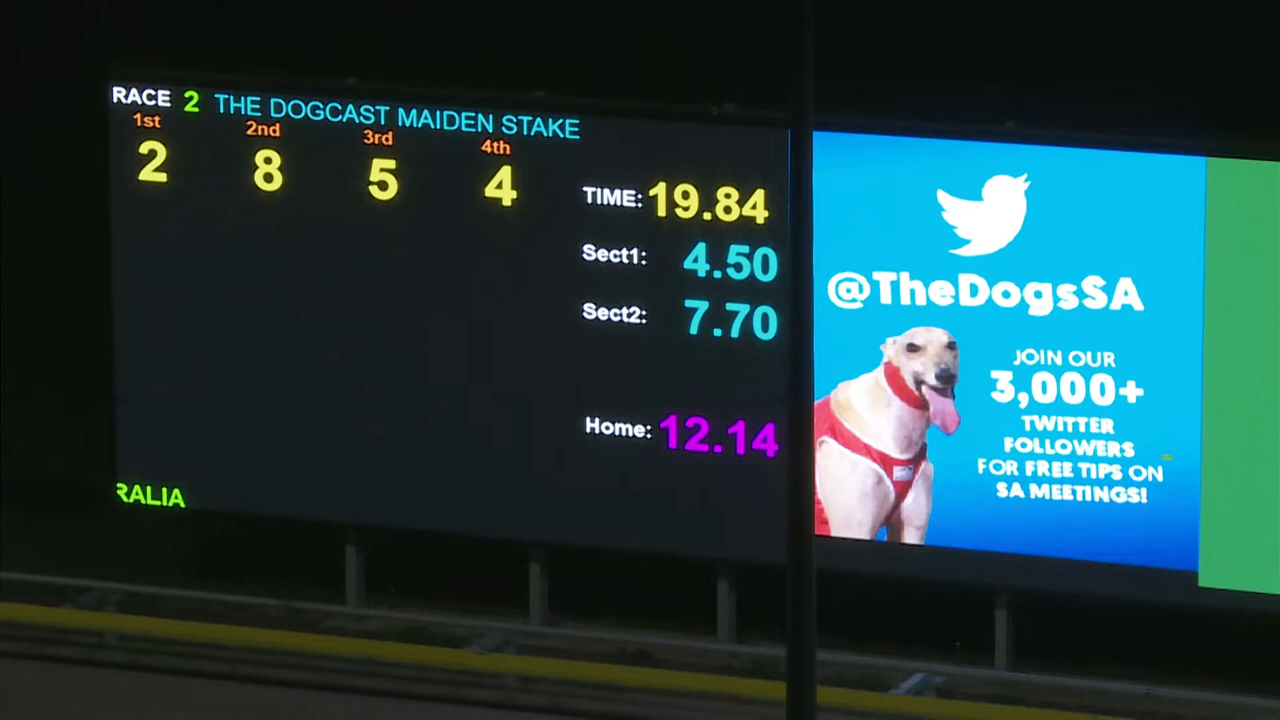 RACE 2 THE DOGCAST MAIDEN STAKE
1st 2nd 3rd 4th
2 8 5 4
TIME: 19.84
Sect1: 4.50
Sect2: 7.70
Home: 12.14
RALIA
@TheDogsSA
JOIN OUR
3,000+
TWITTER
FOLLOWERS
FOR FREE TIPS ON
SA MEETINGS!